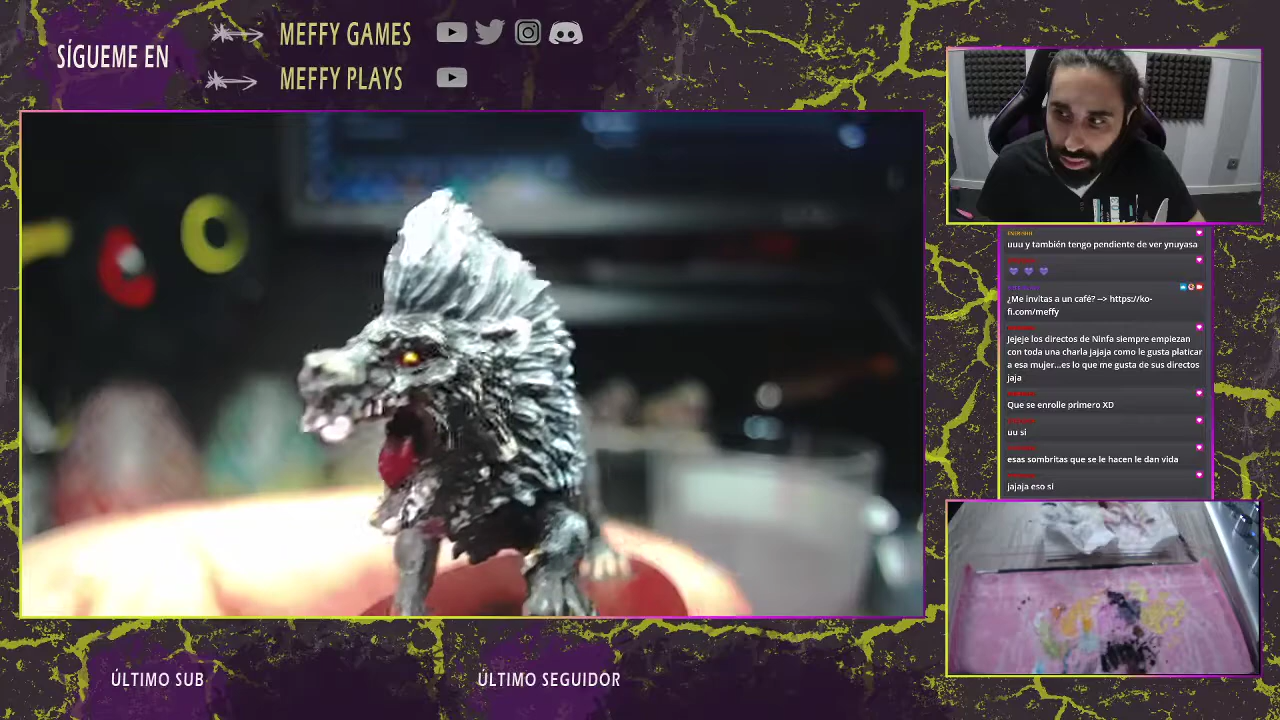 SÍGUEME EN
MEFFY GAMES
MEFFY PLAYS
uuu y también tengo pendiente de ver ynuyasa
¿Me invitas a un café? —> https://ko-
fi.com/meffy
Jejeje los directos de Ninfa siempre empiezan
con toda una charla jajaja como le gusta platicar
a esa mujer...es lo que me gusta de sus directos
jaja
Que se enrolle primero XD
uu si
esas sombritas que se le hacen le dan vida
jajaja eso sí
ÚLTIMO SUB
ÚLTIMO SEGUIDOR